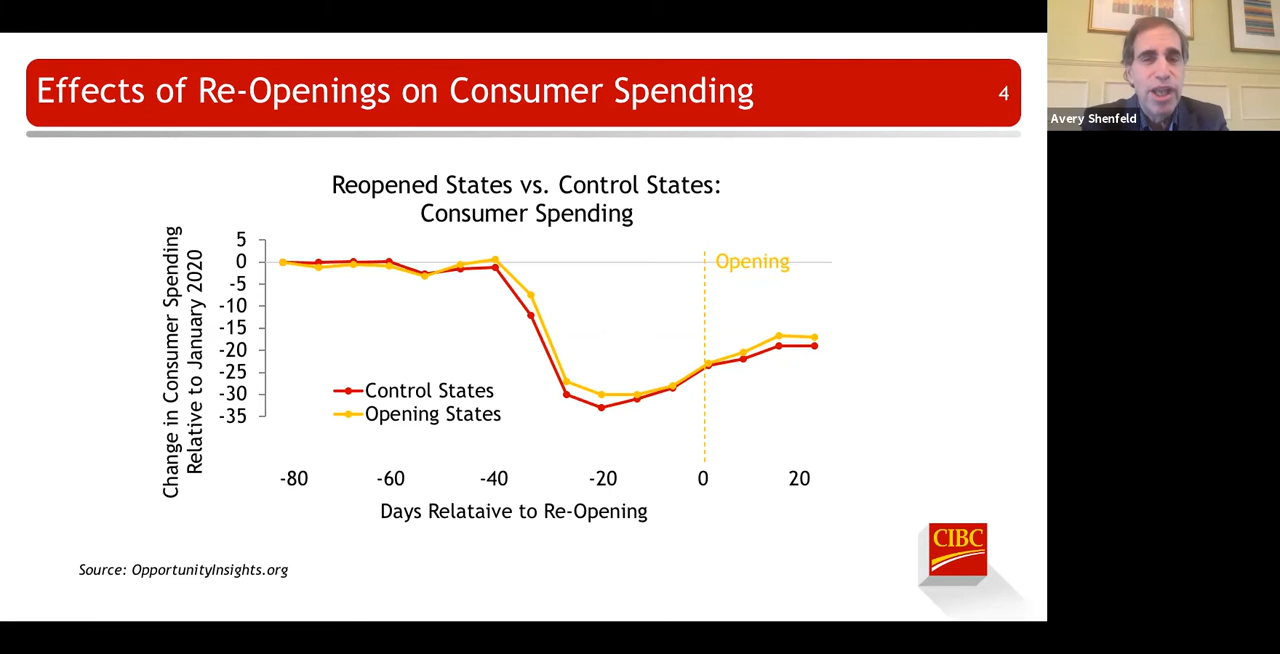 Effects of Re-Openings on Consumer Spending
4
Avery Shenfeld
Reopened States vs. Control States:
Consumer Spending
Change in Consumer Spending
Relative to January 2020
5
0
-5
-10
-15
-20
-25
-30
-35
Opening
Control States
Opening States
-80
-60
-40
-20
0
20
Days Relataive to Re-Opening
CIBC
Source: OpportunityInsights.org